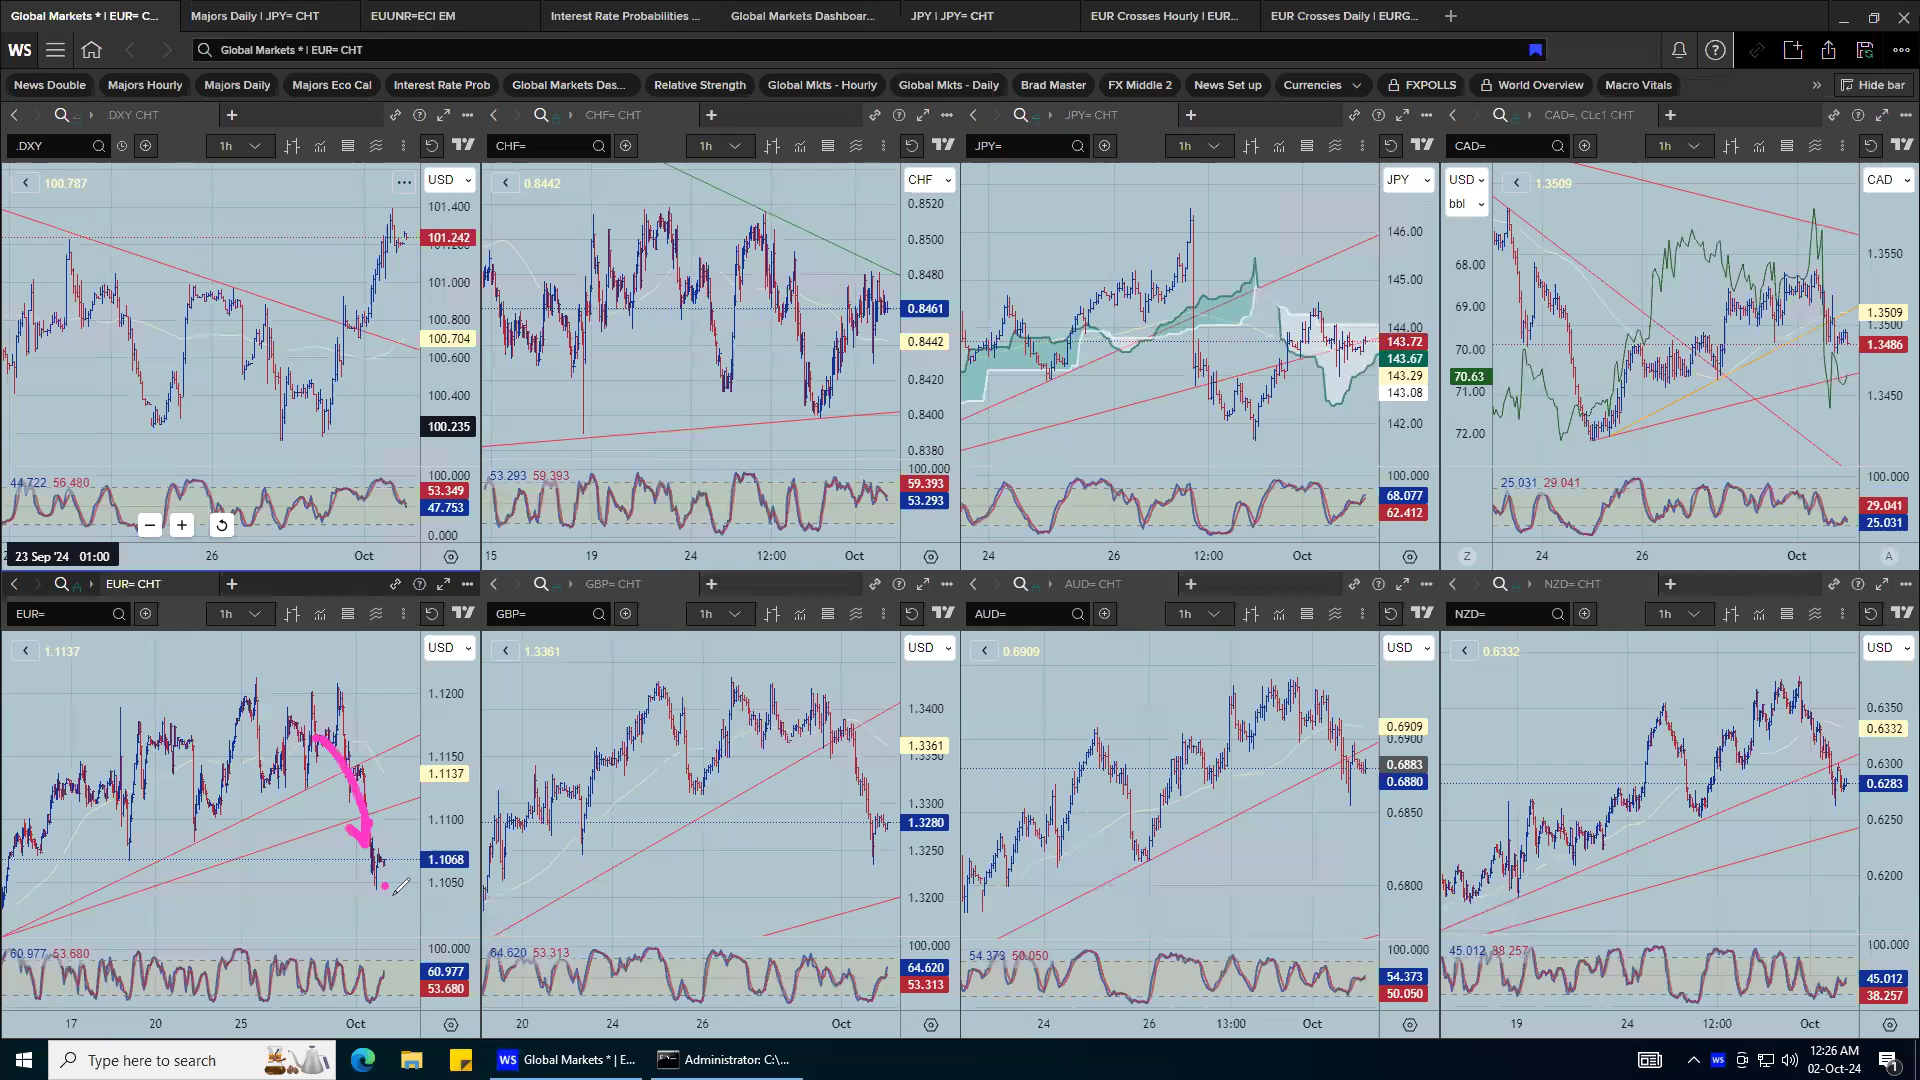 Global Markets * | EUR= C...
Majors Daily | JPY= CHT
EUUNR=ECI EM
Interest Rate Probabilities ...
Global Markets Dashboar...
JPY | JPY= CHT
EUR Crosses Hourly | EUR...
EUR Crosses Daily | EURG...
WS
Global Markets * | EUR= CHT
News Double
Majors Hourly
Majors Daily
Majors Eco Cal
Interest Rate Prob
Global Markets Das...
Relative Strength
Global Mkts - Hourly
Global Mkts - Daily
Brad Master
FX Middle 2
News Set up
Currencies
FXPOLLS
World Overview
Macro Vitals
Hide bar
.DXY CHT
.DXY
1h
100.787
USD
101.400
101.242
101.000
100.800
100.704
100.600
100.400
100.235
44.722 56.480
100.000
53.349
47.753
0.000
23 Sep '24 01:00
26
Oct
CHF= CHT
CHF=
1h
0.8442
CHF
0.8520
0.8500
0.8480
0.8461
0.8442
0.8420
0.8400
0.8380
53.293 59.393
100.000
59.393
53.293
15
19
24
12:00
Oct
JPY= CHT
JPY=
1h
JPY
146.00
145.00
144.00
143.72
143.67
143.29
143.08
142.00
100.000
68.077
62.412
24
26
12:00
Oct
CAD=, CLc1 CHT
CAD=
1h
USD
bbl
1.3509
CAD
68.00
69.00
70.00
70.63
71.00
72.00
1.3550
1.3509
1.3500
1.3486
1.3450
25.031 29.041
100.000
29.041
25.031
Z
24
26
Oct
A
EUR= CHT
EUR=
1h
1.1137
USD
1.1200
1.1150
1.1137
1.1100
1.1068
1.1050
60.977 53.680
100.000
60.977
53.680
17
20
25
Oct
GBP= CHT
GBP=
1h
1.3361
USD
1.3400
1.3361
1.3300
1.3280
1.3250
1.3200
64.620 53.313
100.000
64.620
53.313
20
24
26
Oct
AUD= CHT
AUD=
1h
0.6909
USD
0.6909
0.6900
0.6883
0.6880
0.6850
0.6800
54.373 50.050
100.000
54.373
50.050
24
26
13:00
Oct
NZD= CHT
NZD=
1h
0.6332
USD
0.6350
0.6332
0.6300
0.6283
0.6250
0.6200
45.012 38.257
100.000
45.012
38.257
19
24
12:00
Oct
Type here to search
WS Global Markets * | E...
Administrator: C:\...
WS
12:26 AM
02-Oct-24
1